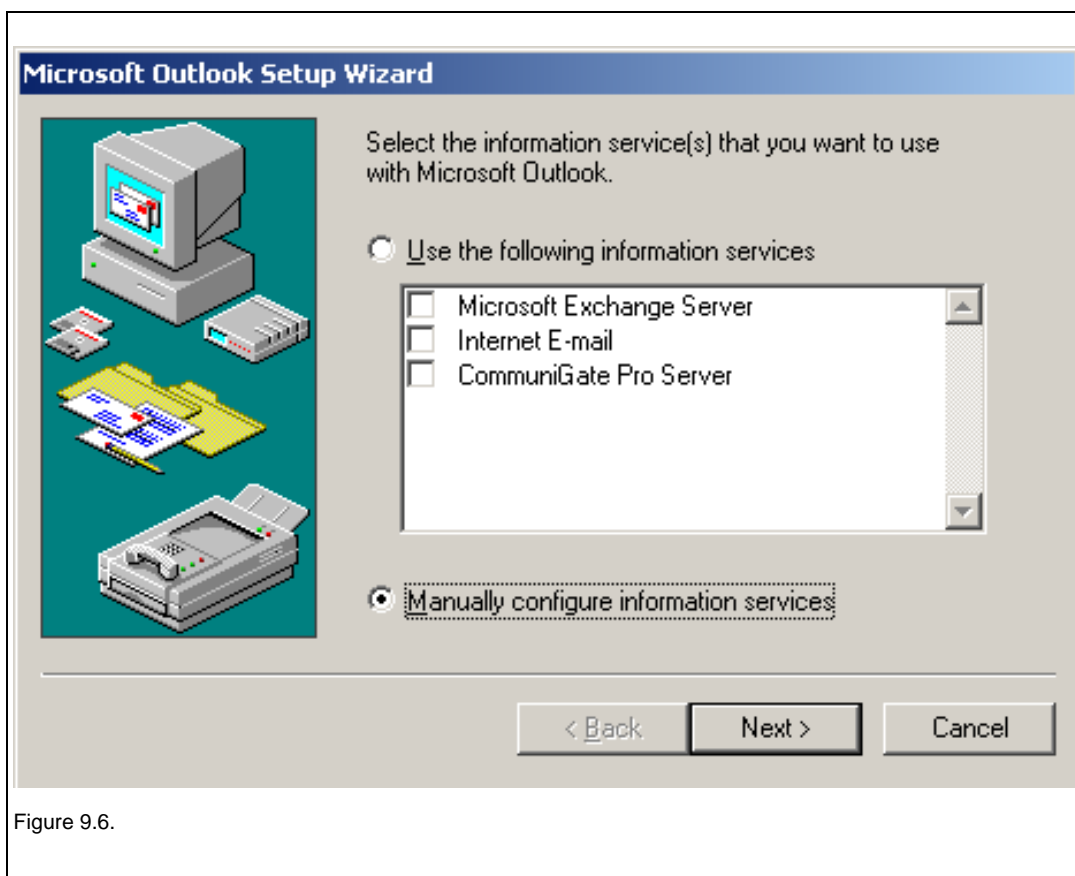 Microsoft Outlook Setup Wizard
Select the information service(s) that you want to use
with Microsoft Outlook.
Use the following information services
Microsoft Exchange Server
Internet E-mail
CommuniGate Pro Server
Manually configure information services
< Back
Next >
Cancel
Figure 9.6.